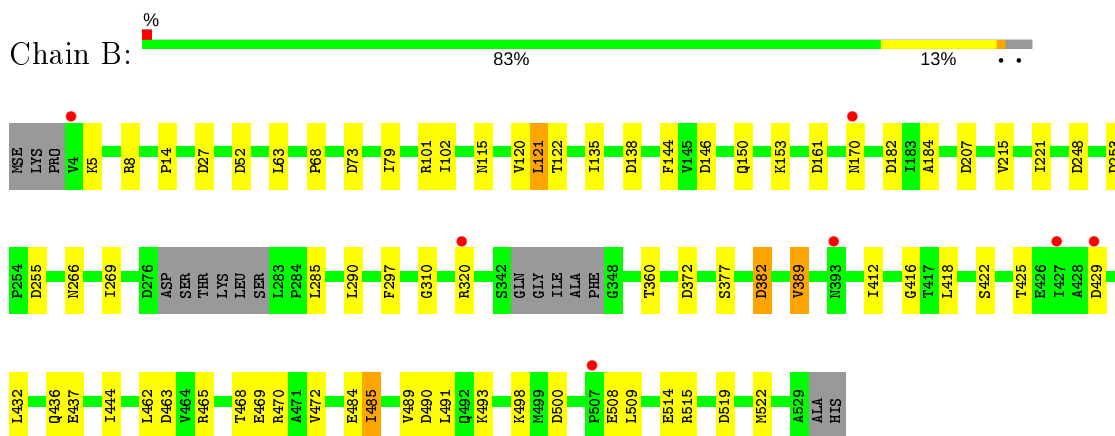 %
Chain B:
83% 13% • •
MSE LYS PRO V4 K5 R8 P14 D27 D52 L63 P68 D73 I79 R101 I102 N115 V120 L121 T122 I135 D138 F144 V145 D146 Q150 K153 D161 N170 D182 I183 A184 D207 V215 I221 D248 D253
P254 D255 N266 I269 D276 ASP SER THR LYS LEU SER L283 P284 L285 L290 F297 G310 R320 S342 GLN GLY ILE ALA PHE G348 T360 D372 S377 D382 V389 N393 I412 G416 T417 L418 S422 T425 E426 I427 A428 D429
L432 Q436 E437 I444 L462 D463 V464 R465 T468 E469 R470 A471 V472 E484 I485 V489 D490 L491 Q492 K493 K498 M499 D500 P507 E508 L509 E514 R515 D519 M522 A529 ALA HIS